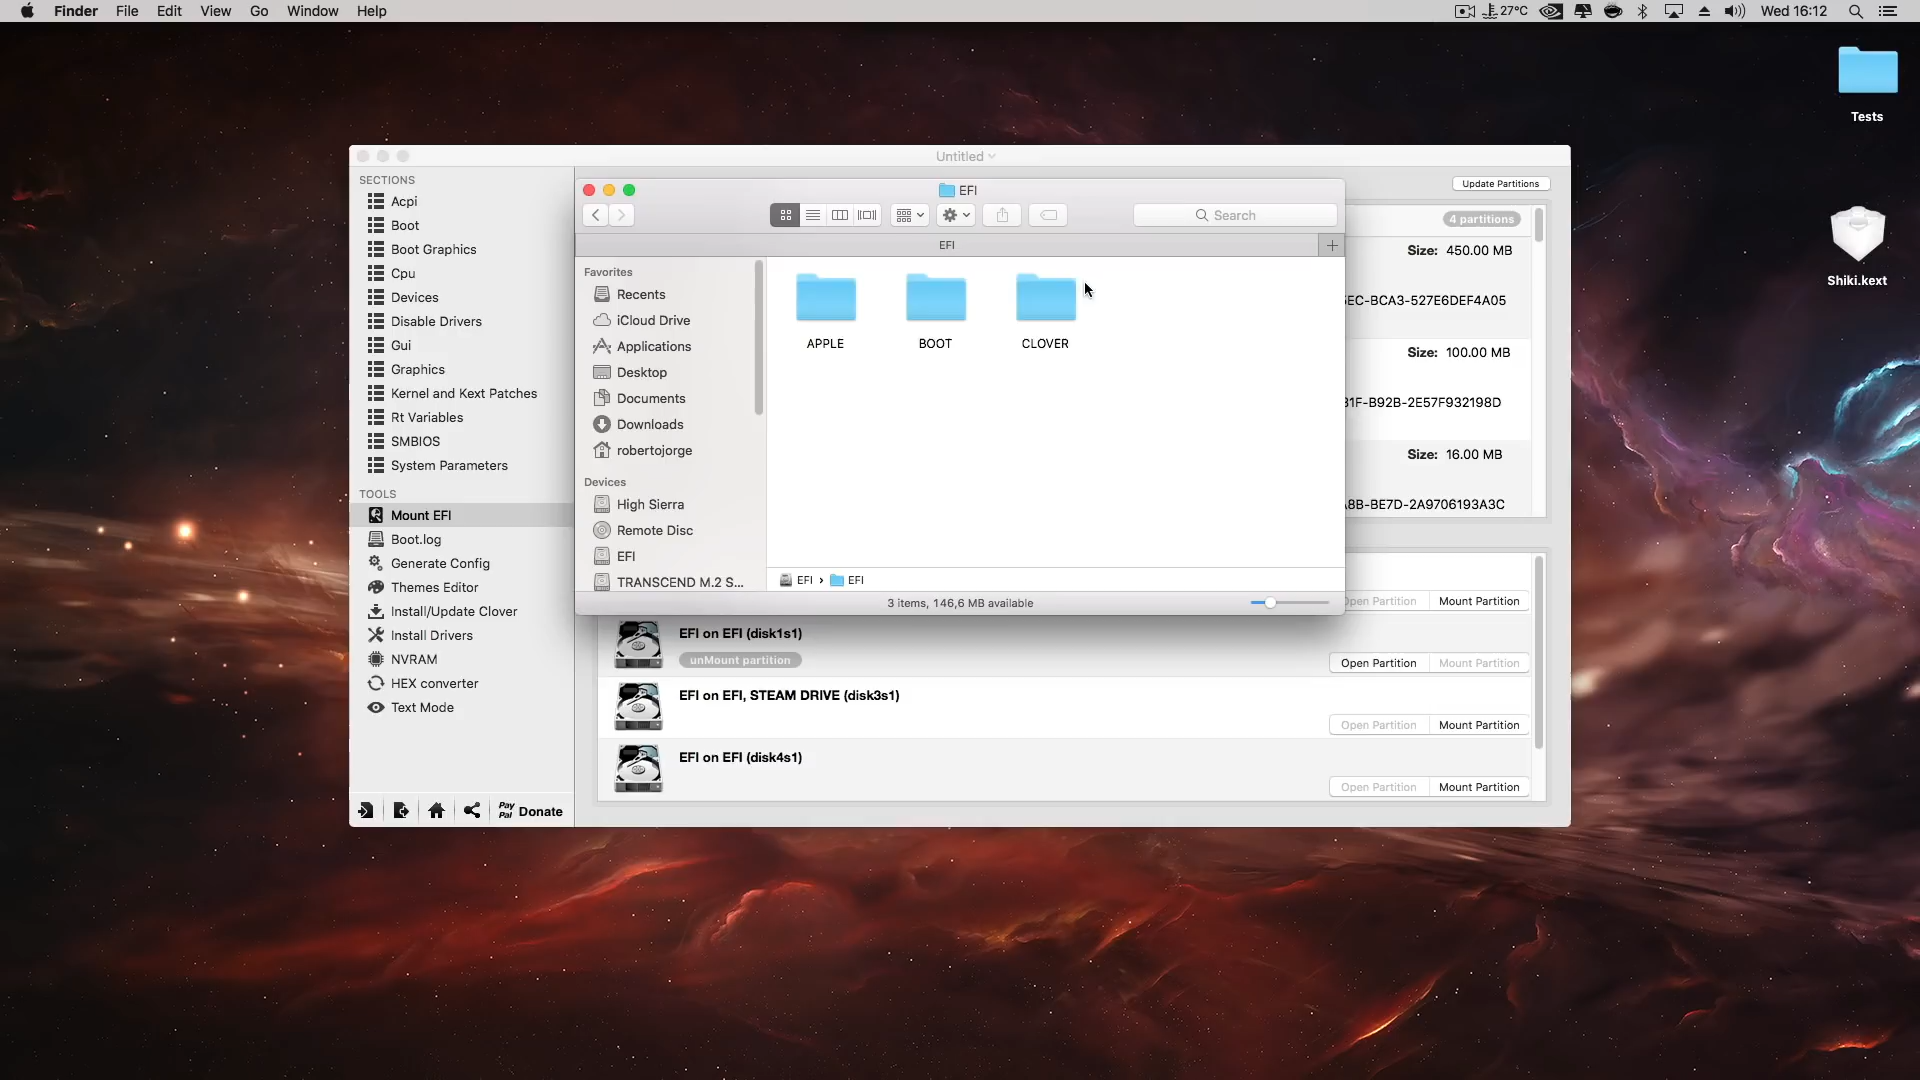 Finder File Edit View Go Window Help
27°C Wed 16:12
Tests
Shiki.kext
Untitled
SECTIONS
Acpi
Boot
Boot Graphics
Cpu
Devices
Disable Drivers
Gui
Graphics
Kernel and Kext Patches
Rt Variables
SMBIOS
System Parameters
TOOLS
Mount EFI
Boot.log
Generate Config
Themes Editor
Install/Update Clover
Install Drivers
NVRAM
HEX converter
Text Mode
Pay Pal Donate
EFI
Search
EFI
Favorites
Recents
iCloud Drive
Applications
Desktop
Documents
Downloads
robertojorge
Devices
High Sierra
Remote Disc
EFI
TRANSCEND M.2 S...
APPLE BOOT CLOVER
EFI › EFI
3 items, 146,6 MB available
Update Partitions
4 partitions
Size: 450.00 MB
EC-BCA3-527E6DEF4A05
Size: 100.00 MB
31F-B92B-2E57F932198D
Size: 16.00 MB
8B-BE7D-2A9706193A3C
Open Partition Mount Partition
EFI on EFI (disk1s1)
unMount partition
Open Partition Mount Partition
EFI on EFI, STEAM DRIVE (disk3s1)
Open Partition Mount Partition
EFI on EFI (disk4s1)
Open Partition Mount Partition